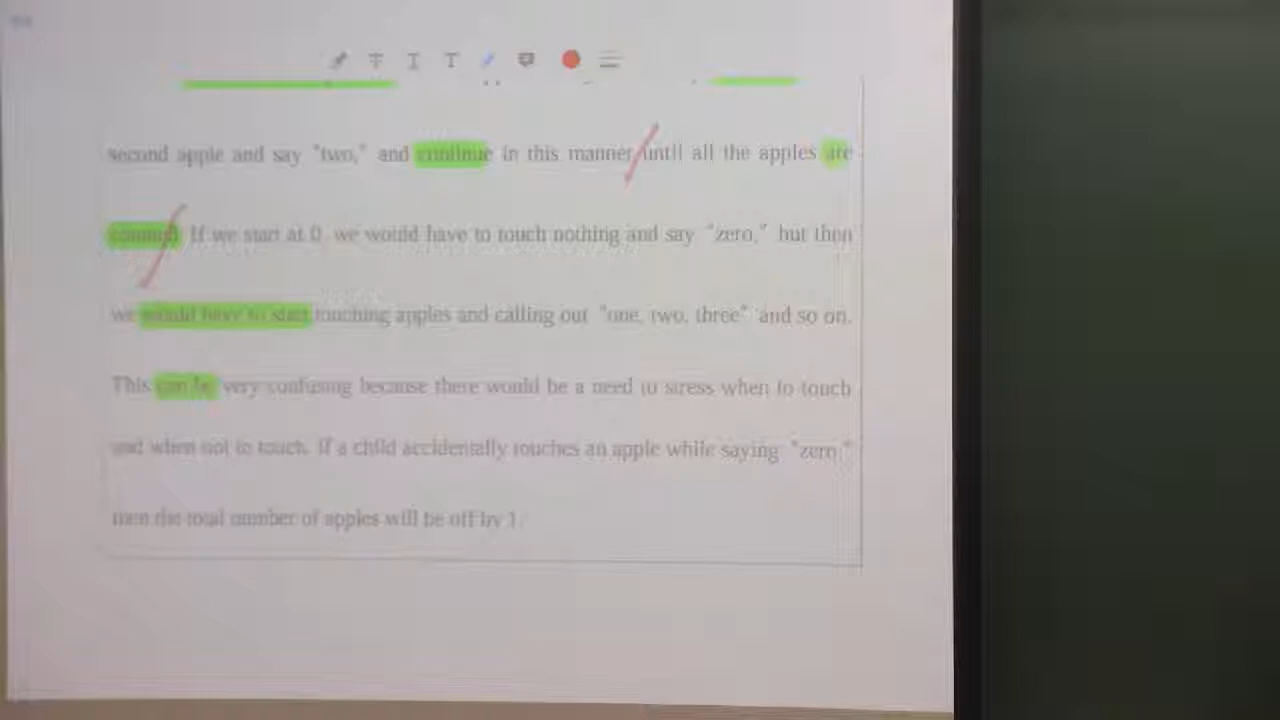 second apple and say "two," and continue in this manner until all the apples are
counted. If we start at 0, we would have to touch nothing and say "zero," but then
we would have to start touching apples and calling out "one, two, three" and so on.
This can be very confusing because there would be a need to stress when to touch
and when not to touch. If a child accidentally touches an apple while saying "zero,"
then the total number of apples will be off by 1.